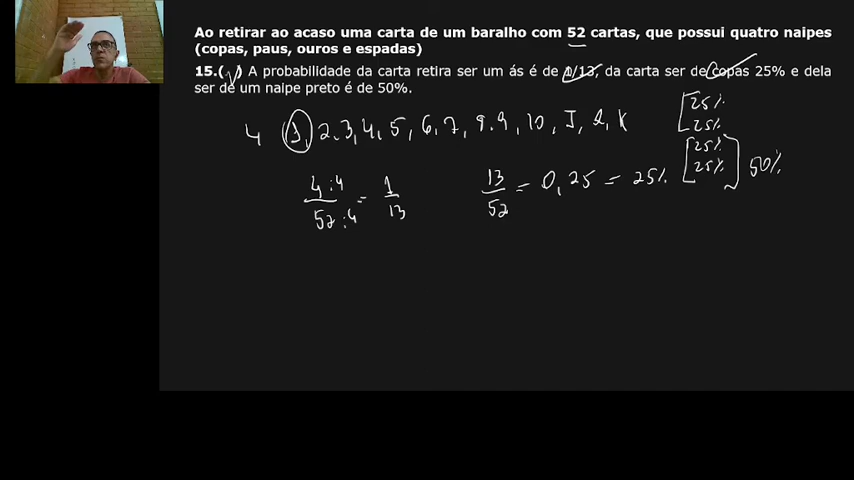 Ao retirar ao acaso uma carta de um baralho com 52 cartas, que possui quatro naipes
(copas, paus, ouros e espadas)
15.(V) A probabilidade da carta retira ser um ás é de 1/13, da carta ser de copas 25% e dela
ser de um naipe preto é de 50%.
25%
25%
4 A, 2, 3, 4, 5, 6, 7, 8, 9, 10, J, Q, K
25%
25% 50%
4:4 = 1
52:4 13
13 = 0,25 = 25%
52